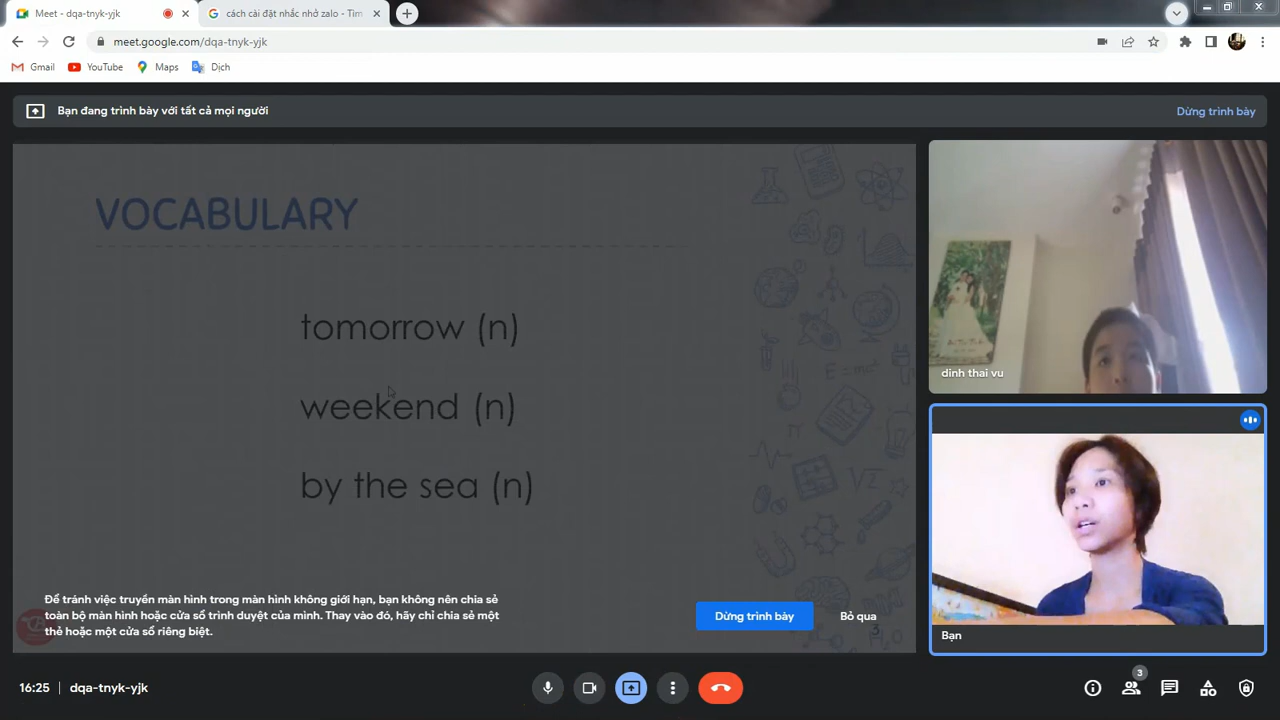 Meet - dqa-tnyk-yjk
cách cài đặt nhắc nhở zalo - Tìm
meet.google.com/dqa-tnyk-yjk
Gmail
YouTube
Maps
Dịch
Bạn đang trình bày với tất cả mọi người
Dừng trình bày
VOCABULARY
tomorrow (n)
weekend (n)
by the sea (n)
E = mc²
π
√x
H₂O
3
Để tránh việc truyền màn hình trong màn hình không giới hạn, bạn không nên chia sẻ
toàn bộ màn hình hoặc cửa sổ trình duyệt của mình. Thay vào đó, hãy chỉ chia sẻ một
thẻ hoặc một cửa sổ riêng biệt.
Dừng trình bày
Bỏ qua
dinh thai vu
Bạn
16:25 | dqa-tnyk-yjk
3